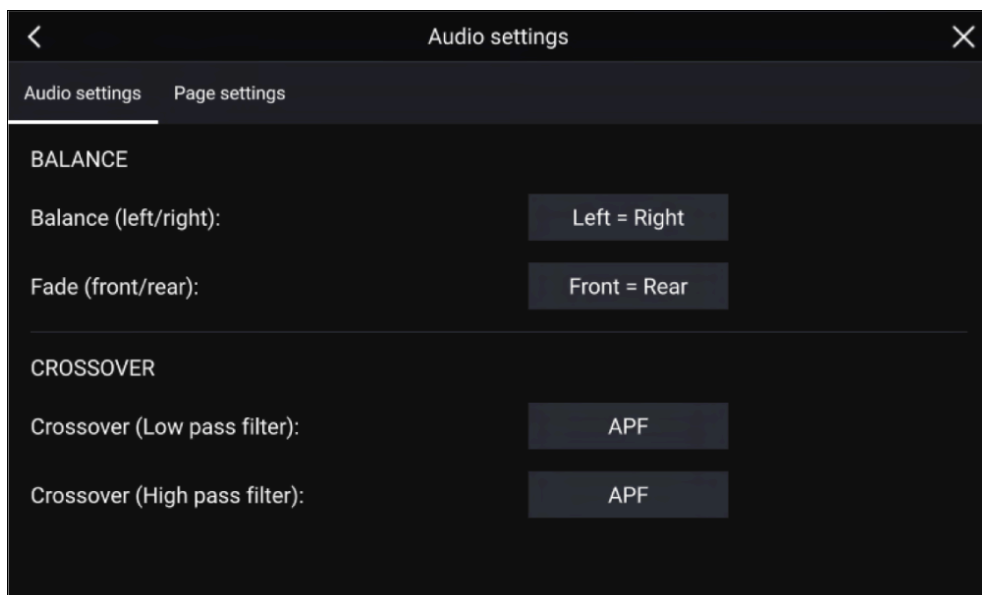 Audio settings
Audio settings Page settings
BALANCE
Balance (left/right): Left = Right
Fade (front/rear): Front = Rear
CROSSOVER
Crossover (Low pass filter): APF
Crossover (High pass filter): APF